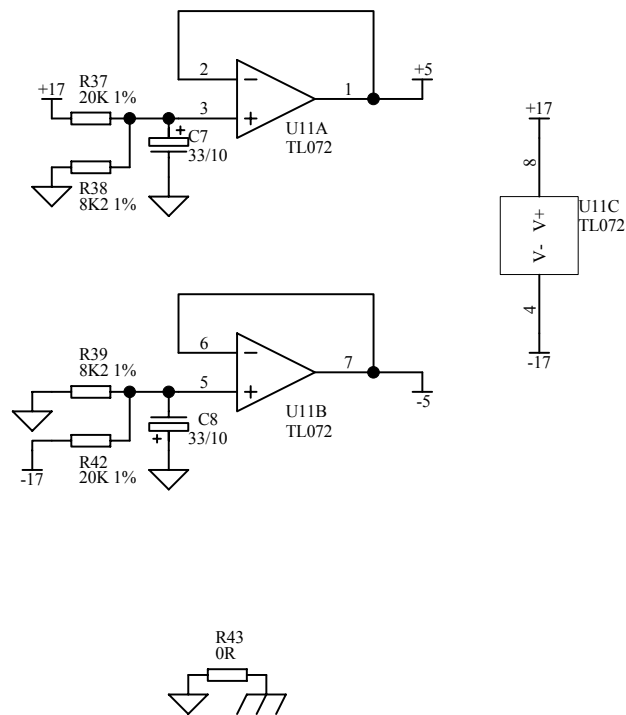 2
3
1
U11A
TL072
+5
+17
R37
20K 1%
+
C7
33/10
R38
8K2 1%
+17
8
V+
V-
U11C
TL072
4
-17
6
5
7
U11B
TL072
-5
R39
8K2 1%
C8
33/10
+
-17
R42
20K 1%
R43
0R